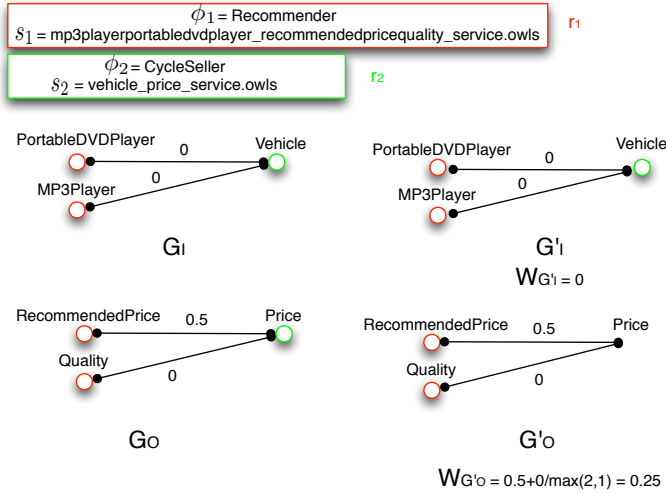 ϕ1 = Recommender
s1 = mp3playerportabledvdplayer_recommendedpricequality_service.owls
r1
ϕ2 = CycleSeller
s2 = vehicle_price_service.owls
r2
PortableDVDPlayer
0
Vehicle
MP3Player
0
GI
PortableDVDPlayer
0
Vehicle
MP3Player
0
G'I
WG'I = 0
RecommendedPrice
0.5
Price
Quality
0
GO
RecommendedPrice
0.5
Price
Quality
0
G'O
WG'O = 0.5+0/max(2,1) = 0.25